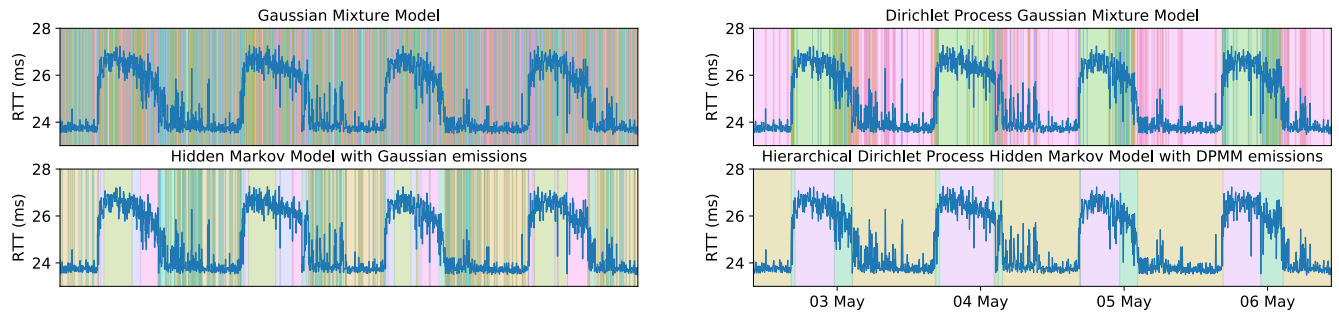 Gaussian Mixture Model
28
26
24
RTT (ms)
Dirichlet Process Gaussian Mixture Model
28
26
24
RTT (ms)
Hidden Markov Model with Gaussian emissions
28
26
24
RTT (ms)
Hierarchical Dirichlet Process Hidden Markov Model with DPMM emissions
28
26
24
RTT (ms)
03 May
04 May
05 May
06 May